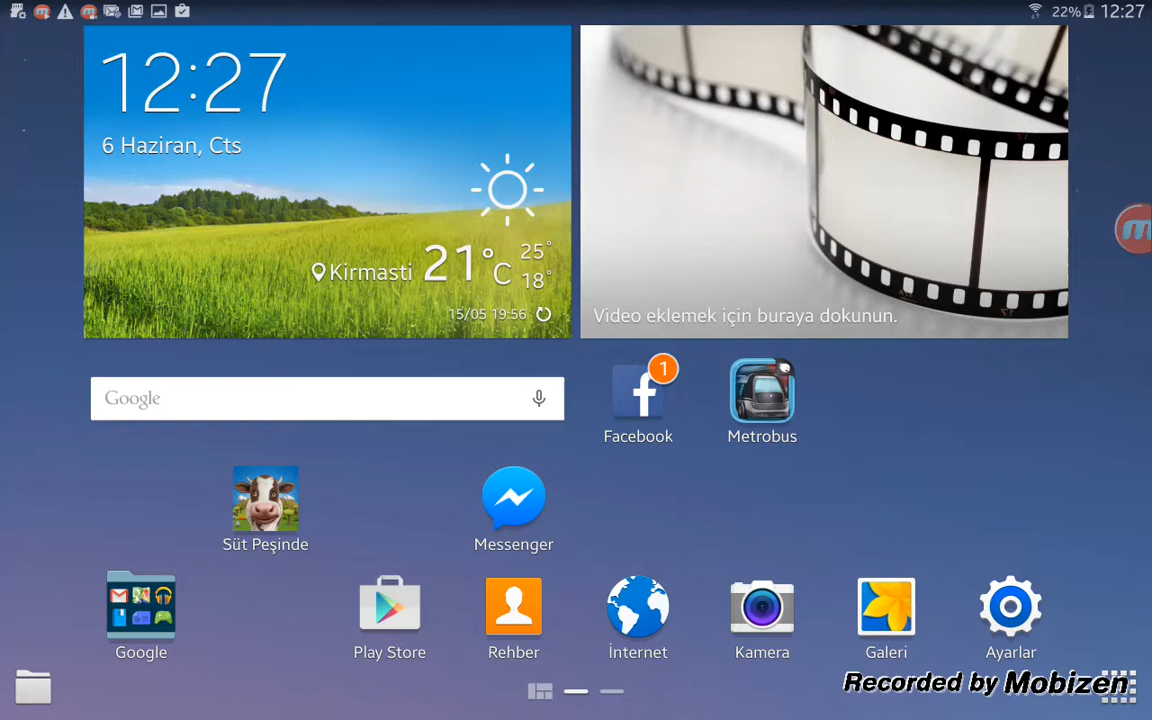 22% 12:27
12:27
6 Haziran, Cts
Kirmasti 21°C 25° 18°
15/05 19:56
Video eklemek için buraya dokunun.
Google
1
Facebook
Metrobus
Süt Peşinde
Messenger
Google
Play Store
Rehber
İnternet
Kamera
Galeri
Ayarlar
Recorded by Mobizen